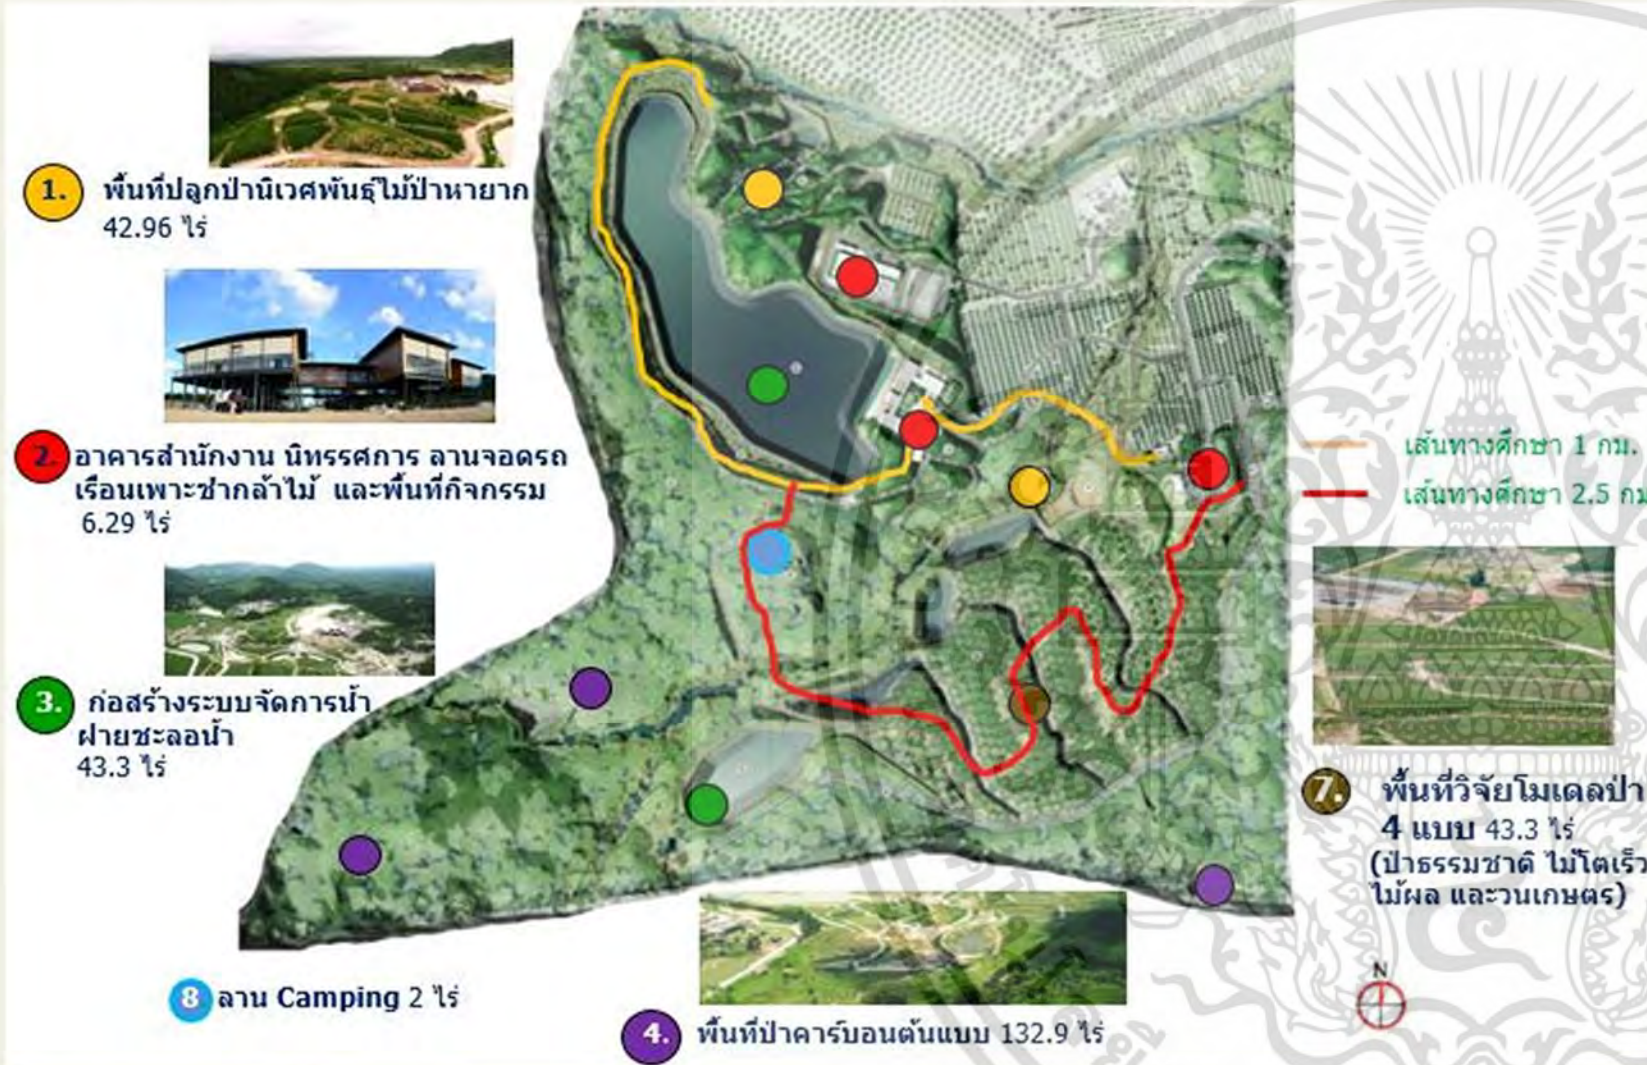 1. พื้นที่ปลูกป่านิเวศพันธุ์ไม้ป่าหายาก
42.96 ไร่
2. อาคารสำนักงาน นิทรรศการ ลานจอดรถ
เรือนเพาะชำกล้าไม้ และพื้นที่กิจกรรม
6.29 ไร่
3. ก่อสร้างระบบจัดการน้ำ
ฝายชะลอน้ำ
43.3 ไร่
8 ลาน Camping 2 ไร่
4. พื้นที่ป่าคาร์บอนต้นแบบ 132.9 ไร่
เส้นทางศึกษา 1 กม.
เส้นทางศึกษา 2.5 กม
7. พื้นที่วิจัยโมเดลป่า
4 แบบ 43.3 ไร่
(ป่าธรรมชาติ ไม้โตเร็ว
ไม้ผล และวนเกษตร)
N